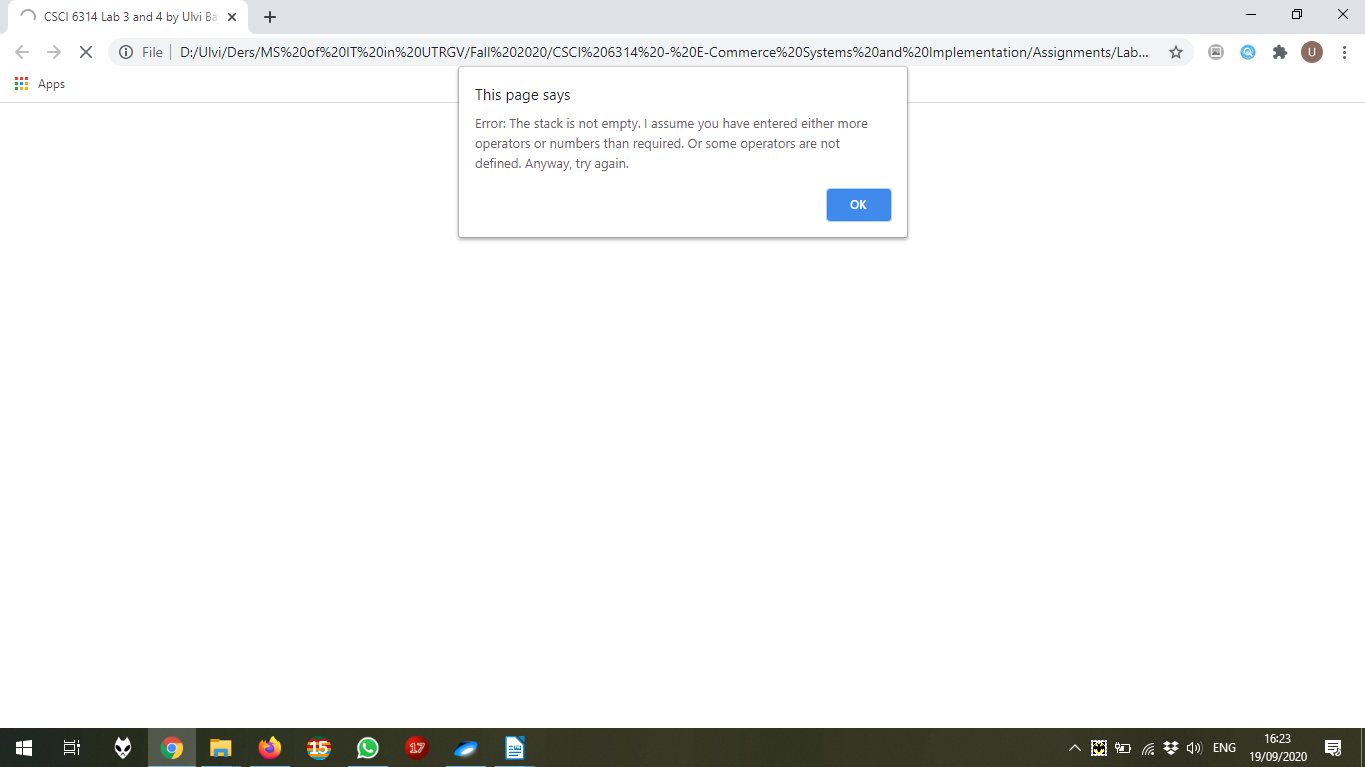 CSCI 6314 Lab 3 and 4 by Ulvi Ba
File
D:/Ulvi/Ders/MS%20of%20IT%20in%20UTRGV/Fall%202020/CSCI%206314%20-%20E-Commerce%20Systems%20and%20Implementation/Assignments/Lab...
U
Apps
This page says
Error: The stack is not empty. I assume you have entered either more
operators or numbers than required. Or some operators are not
defined. Anyway, try again.
OK
15
17
ENG
16:23
19/09/2020